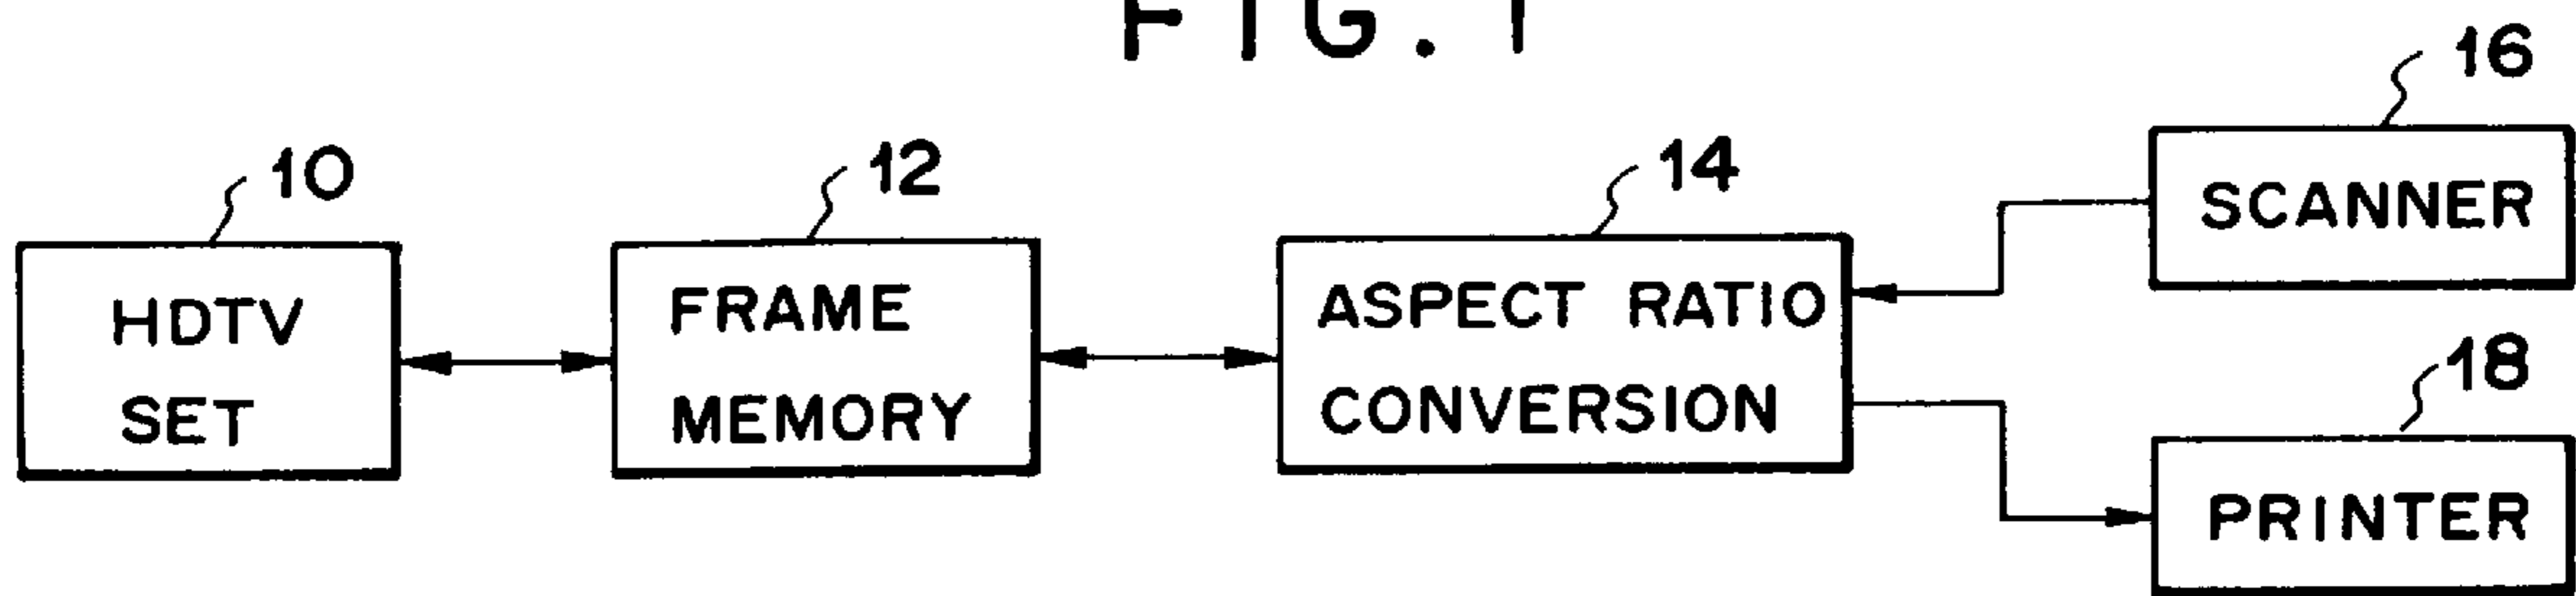 FIG. 1
16
10
12
14
SCANNER
HDTV
SET
FRAME
MEMORY
ASPECT RATIO
CONVERSION
18
PRINTER